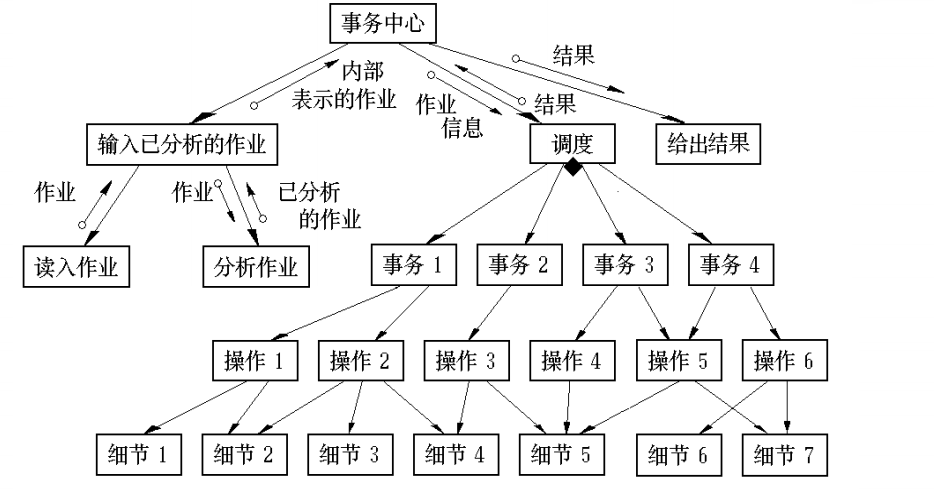 事务中心
结果
内部
表示的作业
作业
信息
结果
输入已分析的作业
调度
给出结果
作业
作业
已分析
的作业
读入作业
分析作业
事务 1
事务 2
事务 3
事务 4
操作 1
操作 2
操作 3
操作 4
操作 5
操作 6
细节 1
细节 2
细节 3
细节 4
细节 5
细节 6
细节 7